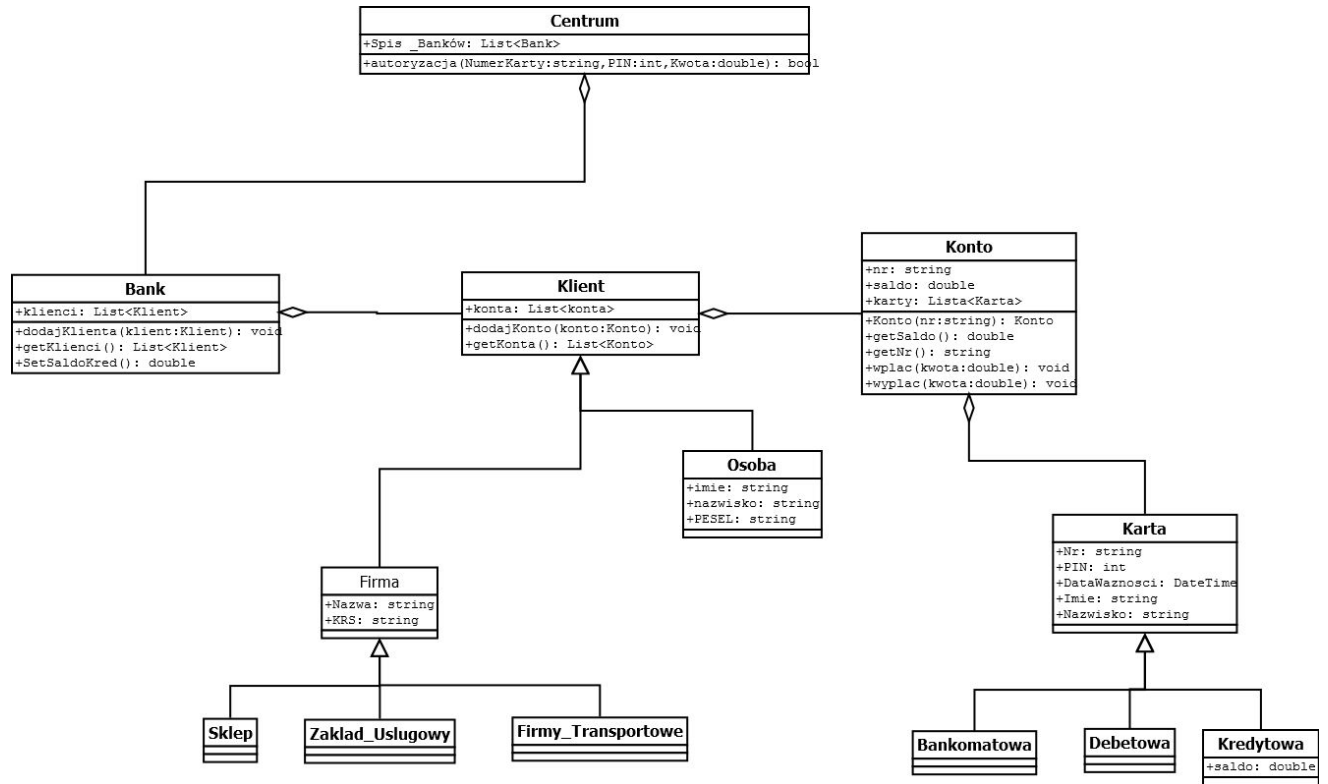 Centrum
+Spis _Banków: List<Bank>
+autoryzacja(NumerKarty:string,PIN:int,Kwota:double): bool
Bank
+klienci: List<Klient>
+dodajKlienta(klient:Klient): void
+getKlienci(): List<Klient>
+SetSaldoKred(): double
Klient
+konta: List<konta>
+dodajKonto(konto:Konto): void
+getKonta(): List<Konto>
Konto
+nr: string
+saldo: double
+karty: Lista<Karta>
+Konto(nr:string): Konto
+getSaldo(): double
+getNr(): string
+wplac(kwota:double): void
+wyplac(kwota:double): void
Osoba
+imie: string
+nazwisko: string
+PESEL: string
Firma
+Nazwa: string
+KRS: string
Karta
+Nr: string
+PIN: int
+DataWaznosci: DateTime
+Imie: string
+Nazwisko: string
Sklep
Zaklad_Uslugowy
Firmy_Transportowe
Bankomatowa
Debetowa
Kredytowa
+saldo: double